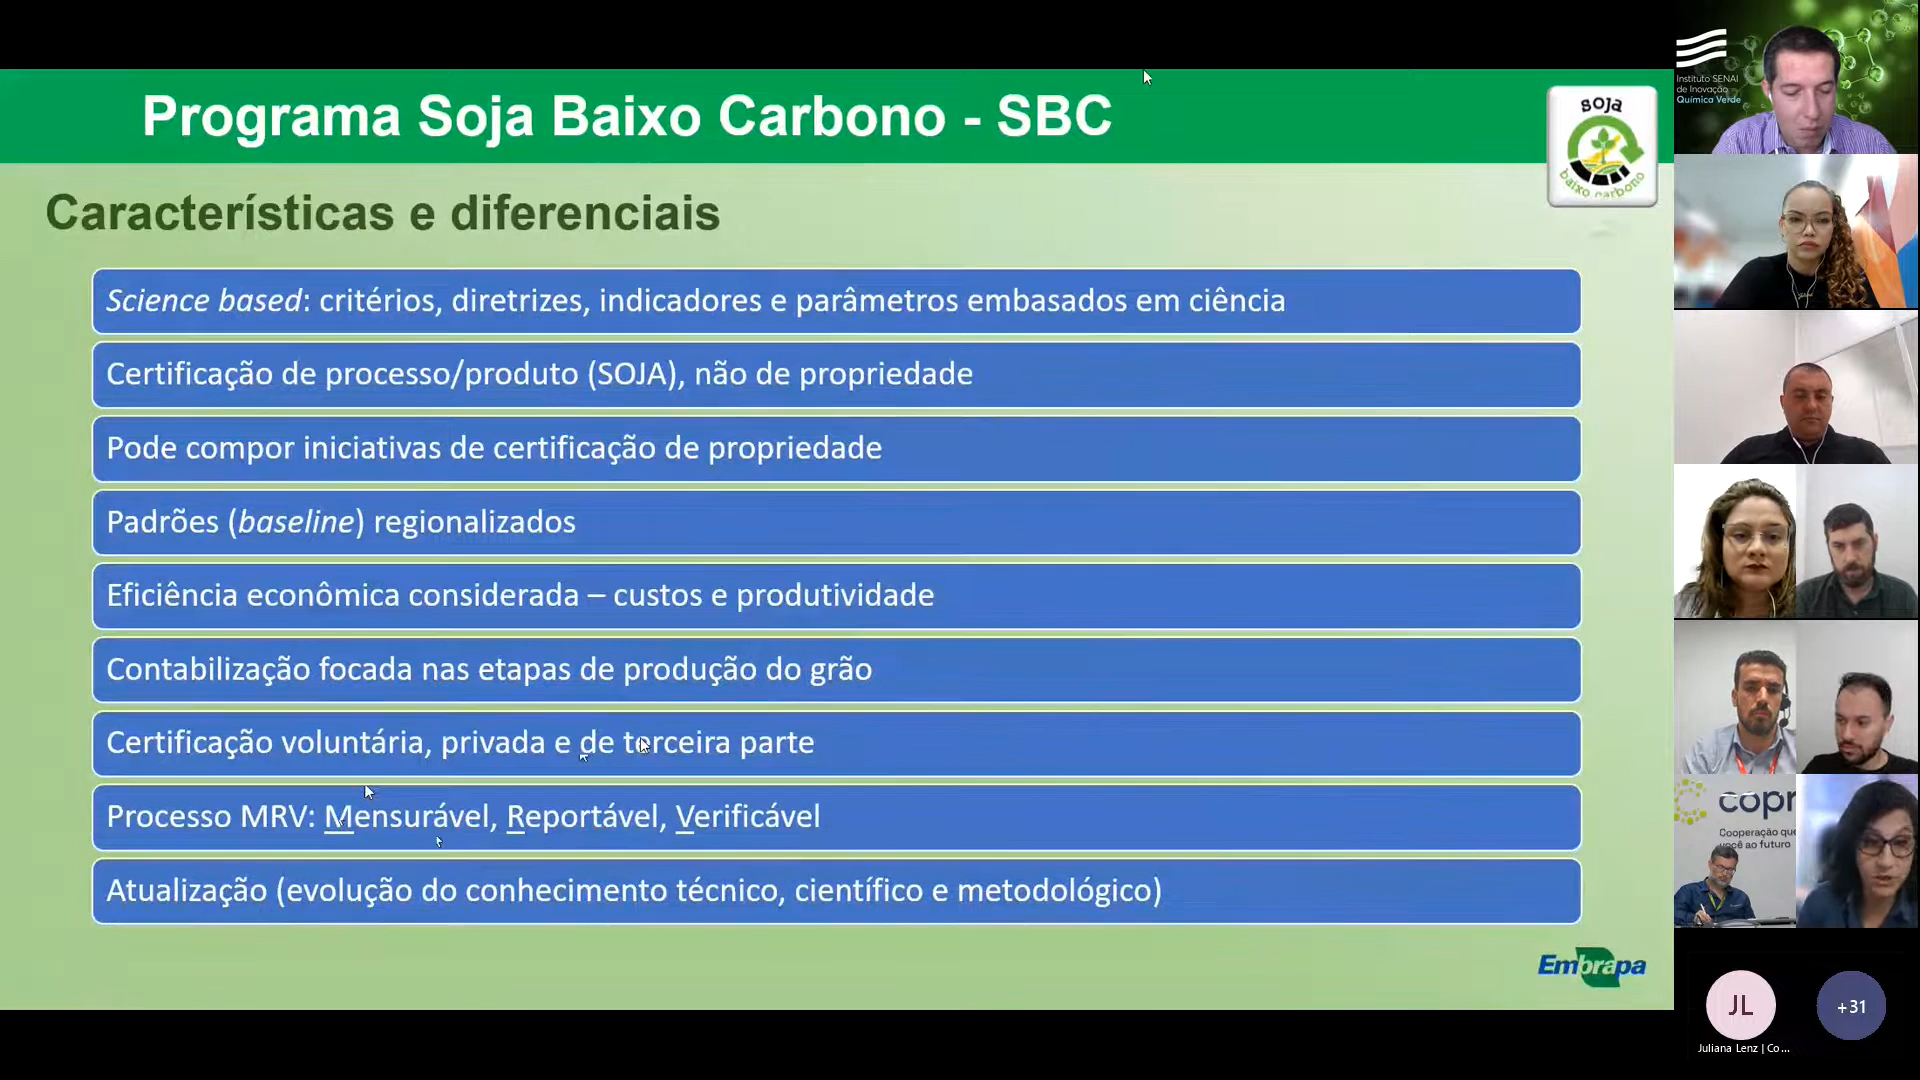 Programa Soja Baixo Carbono - SBC
soja
baixo carbono
Características e diferenciais
Science based: critérios, diretrizes, indicadores e parâmetros embasados em ciência
Certificação de processo/produto (SOJA), não de propriedade
Pode compor iniciativas de certificação de propriedade
Padrões (baseline) regionalizados
Eficiência econômica considerada – custos e produtividade
Contabilização focada nas etapas de produção do grão
Certificação voluntária, privada e de terceira parte
Processo MRV: Mensurável, Reportável, Verificável
Atualização (evolução do conhecimento técnico, científico e metodológico)
Embrapa
Instituto SENAI
de Inovação
Química Verde
copr
Cooperação que
você ao futuro
JL
+31
Juliana Lenz | Co...